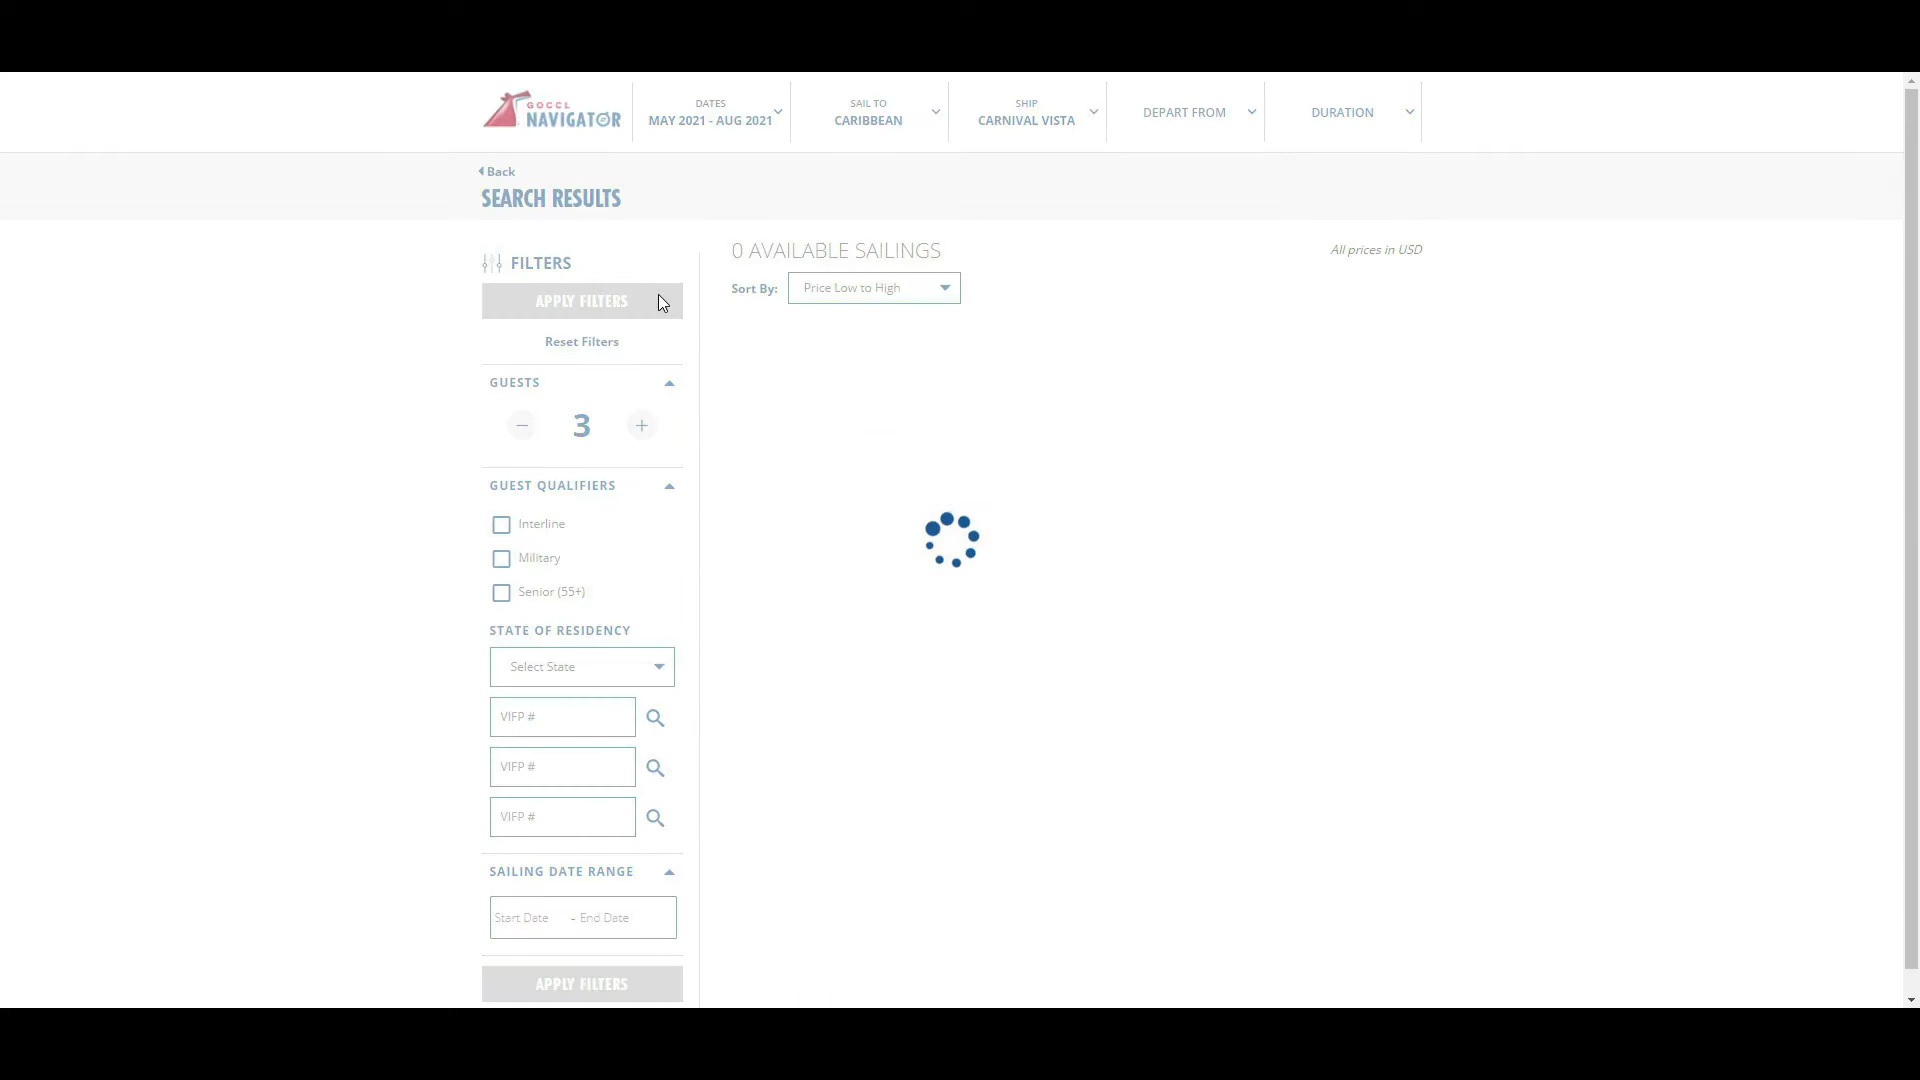 GOCCL
NAVIGATOR
DATES
MAY 2021 - AUG 2021
SAIL TO
CARIBBEAN
SHIP
CARNIVAL VISTA
DEPART FROM
DURATION
Back
SEARCH RESULTS
FILTERS
APPLY FILTERS
Reset Filters
GUESTS
3
GUEST QUALIFIERS
Interline
Military
Senior (55+)
STATE OF RESIDENCY
Select State
VIFP #
VIFP #
VIFP #
SAILING DATE RANGE
Start Date - End Date
APPLY FILTERS
0 AVAILABLE SAILINGS
All prices in USD
Sort By: Price Low to High